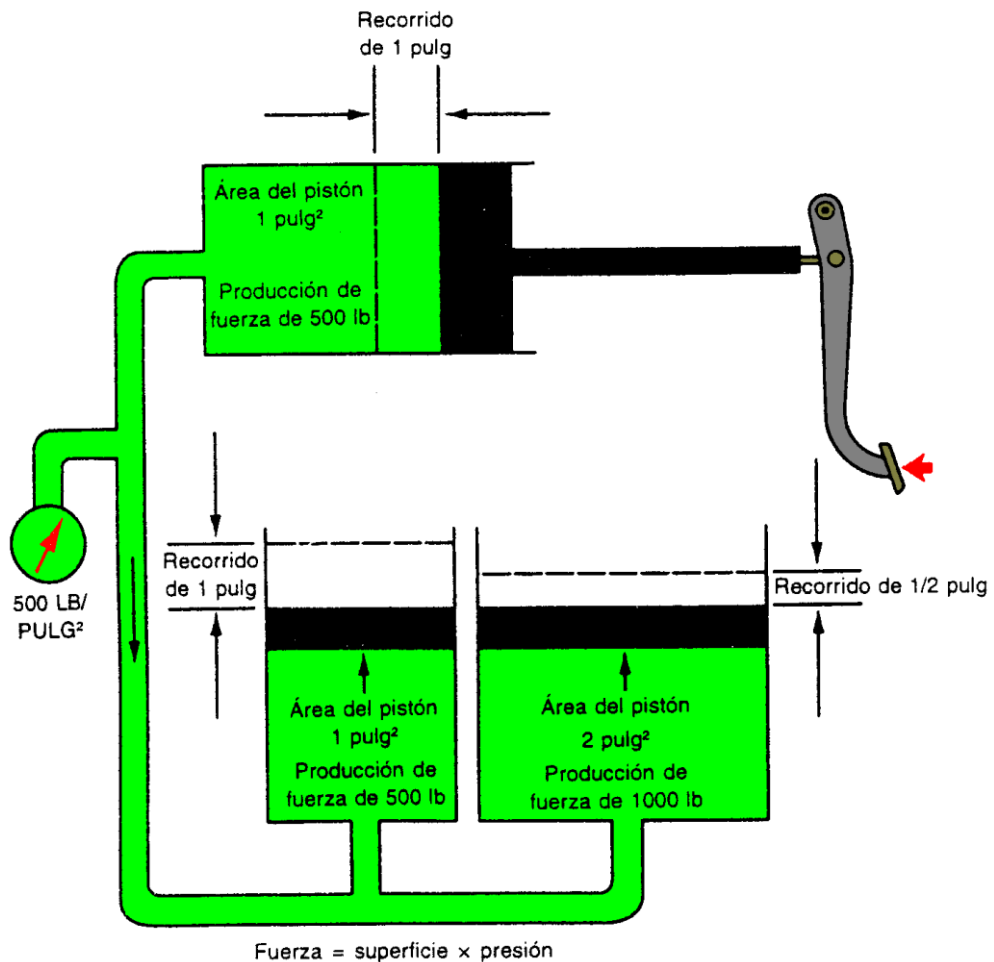 Recorrido
de 1 pulg
Área del pistón
1 pulg²
Producción de
fuerza de 500 lb
500 LB/
PULG²
Recorrido
de 1 pulg
Recorrido de 1/2 pulg
Área del pistón
1 pulg²
Producción de
fuerza de 500 lb
Área del pistón
2 pulg²
Producción de
fuerza de 1000 lb
Fuerza = superficie × presión